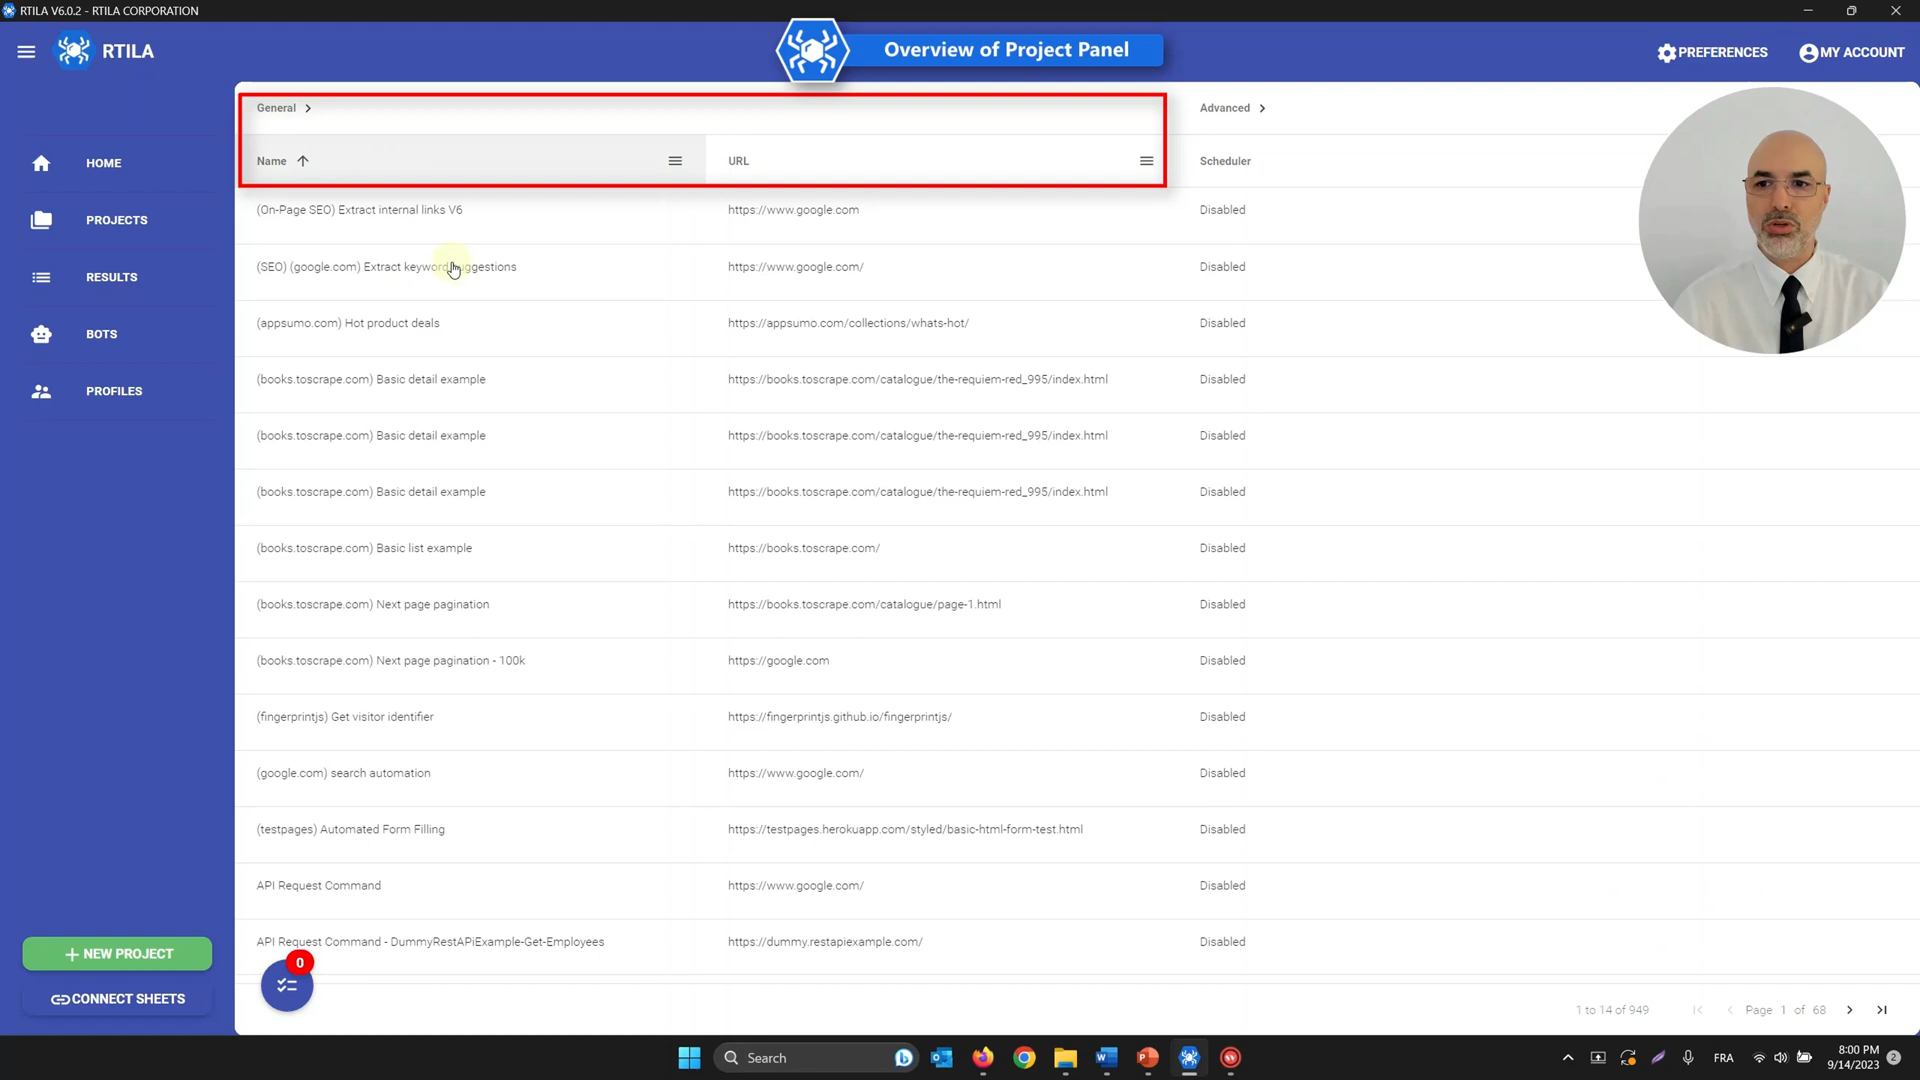 RTILA V6.0.2 - RTILA CORPORATION
RTILA
Overview of Project Panel
PREFERENCES
MY ACCOUNT
HOME
PROJECTS
RESULTS
BOTS
PROFILES
NEW PROJECT
CONNECT SHEETS
General
Advanced
Name URL Scheduler
(On-Page SEO) Extract internal links V6 https://www.google.com Disabled
(SEO) (google.com) Extract keyword suggestions https://www.google.com/ Disabled
(appsumo.com) Hot product deals https://appsumo.com/collections/whats-hot/ Disabled
(books.toscrape.com) Basic detail example https://books.toscrape.com/catalogue/the-requiem-red_995/index.html Disabled
(books.toscrape.com) Basic detail example https://books.toscrape.com/catalogue/the-requiem-red_995/index.html Disabled
(books.toscrape.com) Basic detail example https://books.toscrape.com/catalogue/the-requiem-red_995/index.html Disabled
(books.toscrape.com) Basic list example https://books.toscrape.com/ Disabled
(books.toscrape.com) Next page pagination https://books.toscrape.com/catalogue/page-1.html Disabled
(books.toscrape.com) Next page pagination - 100k https://google.com Disabled
(fingerprintjs) Get visitor identifier https://fingerprintjs.github.io/fingerprintjs/ Disabled
(google.com) search automation https://www.google.com/ Disabled
(testpages) Automated Form Filling https://testpages.herokuapp.com/styled/basic-html-form-test.html Disabled
API Request Command https://www.google.com/ Disabled
API Request Command - DummyRestAPiExample-Get-Employees https://dummy.restapiexample.com/ Disabled
0
1 to 14 of 949 Page 1 of 68
Search
FRA
8:00 PM
9/14/2023
2